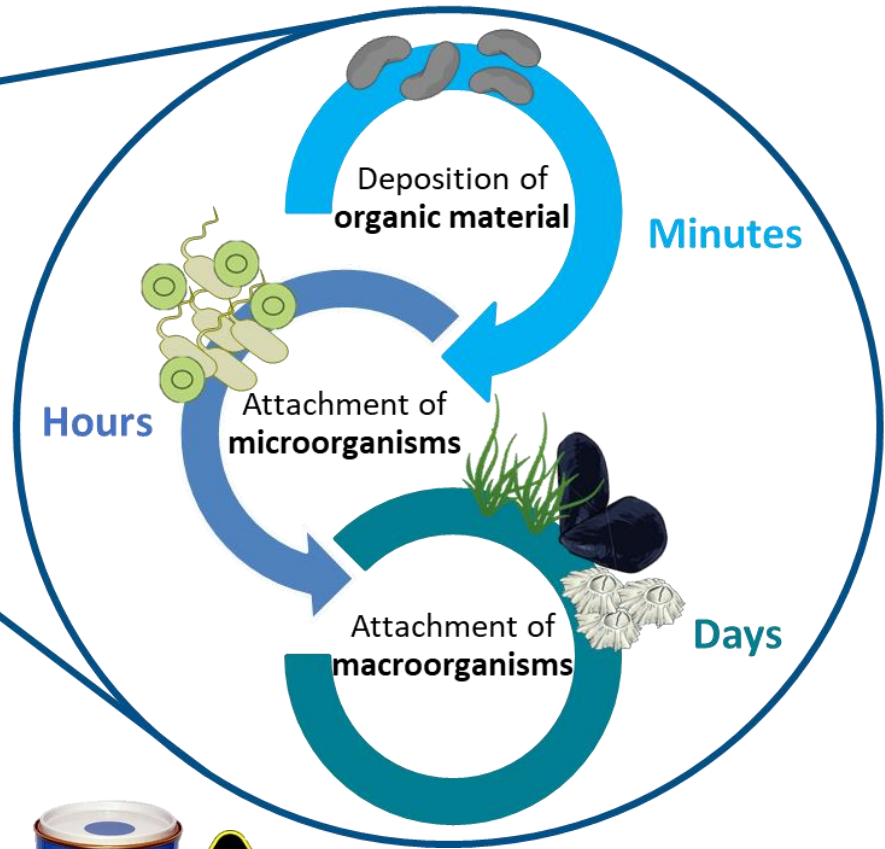 Deposition of
organic material
Minutes
Hours
Attachment of
microorganisms
Attachment of
macroorganisms
Days